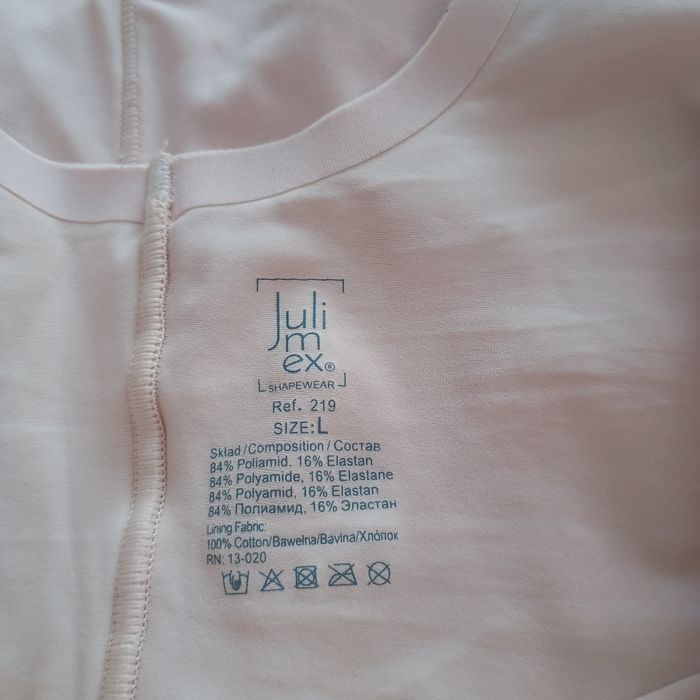 Juli
m
ex®
SHAPEWEAR
Ref. 219
SIZE:L
Skład/Composition/Состав
84% Poliamid, 16% Elastan
84% Polyamide, 16% Elastane
84% Polyamid, 16% Elastan
84% Полиамид, 16% Эластан
Lining Fabric:
100% Cotton/Bawełna/Bavlna/Хлопок
RN: 13-020